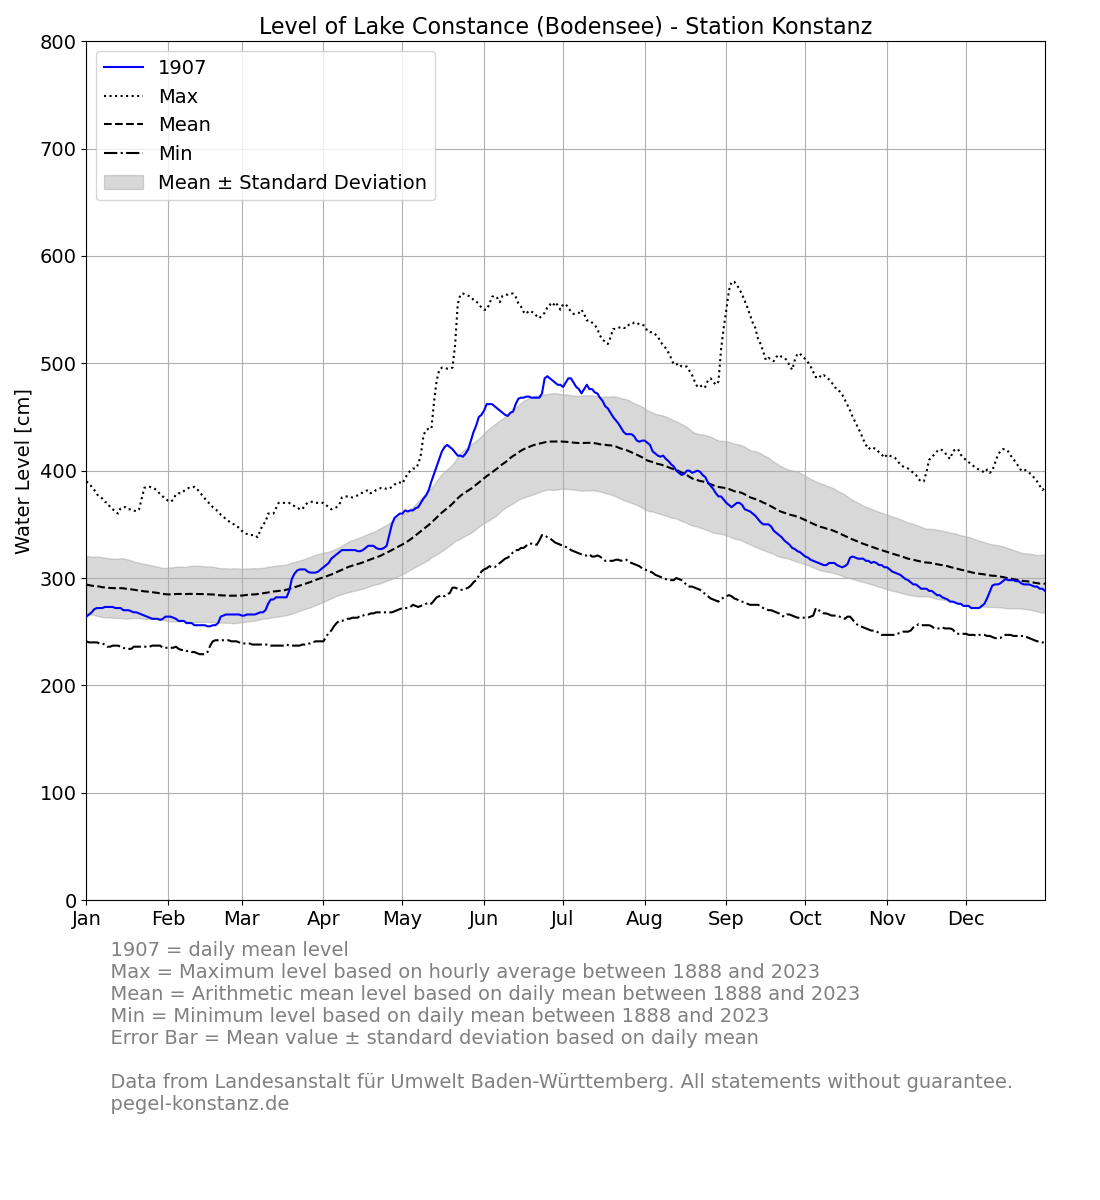 Level of Lake Constance (Bodensee) - Station Konstanz
800
700
600
500
400
300
200
100
0
Water Level [cm]
1907
Max
Mean
Min
Mean ± Standard Deviation
Jan Feb Mar Apr May Jun Jul Aug Sep Oct Nov Dec
1907 = daily mean level
Max = Maximum level based on hourly average between 1888 and 2023
Mean = Arithmetic mean level based on daily mean between 1888 and 2023
Min = Minimum level based on daily mean between 1888 and 2023
Error Bar = Mean value ± standard deviation based on daily mean
Data from Landesanstalt für Umwelt Baden-Württemberg. All statements without guarantee.
pegel-konstanz.de